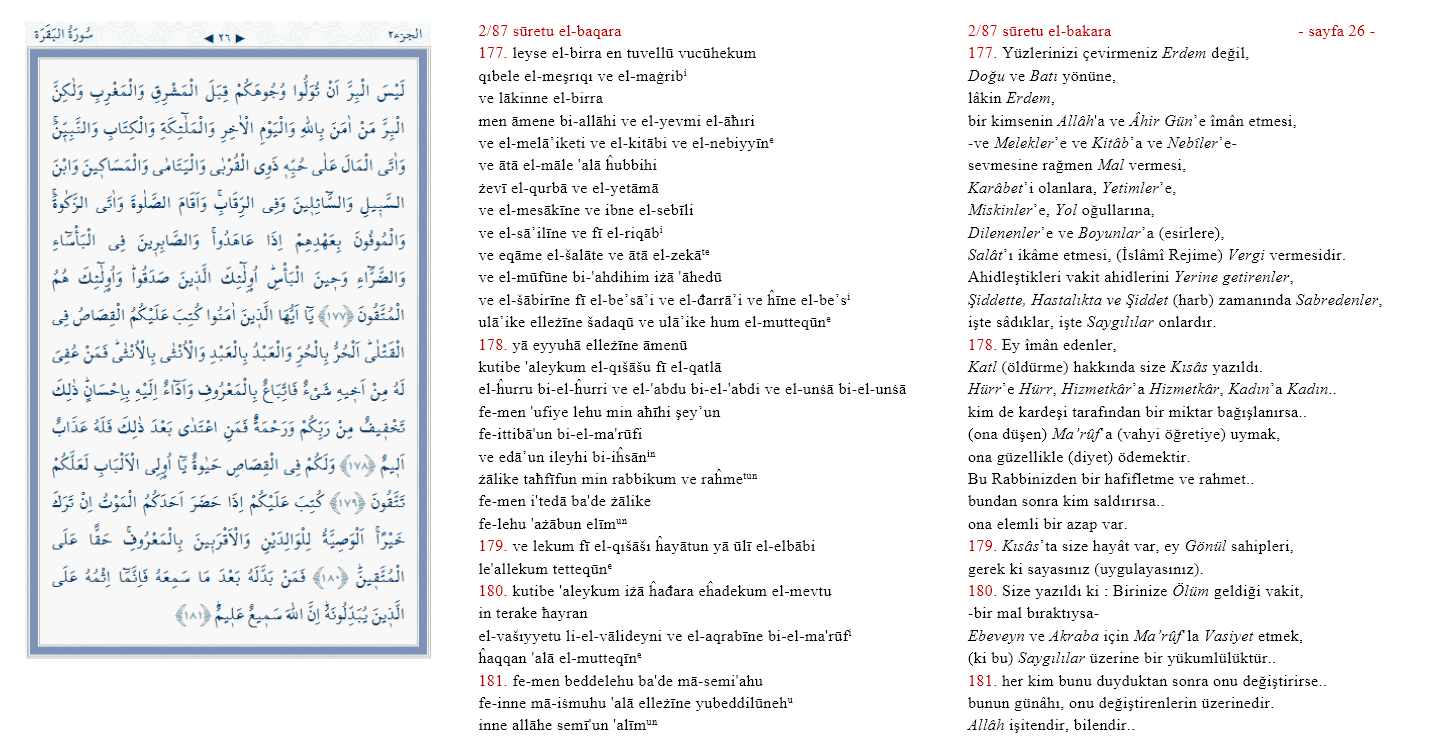 سُورَةُ الْبَقَرَة ◀ ٢٦ ▶ الجزء٢
لَيْسَ الْبِرَّ اَنْ تُوَلُّوا وُجُوهَكُمْ قِبَلَ الْمَشْرِقِ وَالْمَغْرِبِ وَلٰكِنَّ
الْبِرَّ مَنْ اٰمَنَ بِاللّٰهِ وَالْيَوْمِ الْاٰخِرِ وَالْمَلٰٓئِكَةِ وَالْكِتَابِ وَالنَّبِيّ۪نَۚ
وَاٰتَى الْمَالَ عَلٰى حُبِّه۪ ذَوِي الْقُرْبٰى وَالْيَتَامٰى وَالْمَسَاك۪ينَ وَابْنَ
السَّب۪يلِ وَالسَّٓائِل۪ينَ وَفِي الرِّقَابِۚ وَاَقَامَ الصَّلٰوةَ وَاٰتَى الزَّكٰوةَۚ
وَالْمُوفُونَ بِعَهْدِهِمْ اِذَا عَاهَدُواۚ وَالصَّابِر۪ينَ فِي الْبَأْسَٓاءِ
وَالضَّرَّٓاءِ وَح۪ينَ الْبَأْسِۜ اُولٰٓئِكَ الَّذ۪ينَ صَدَقُواۜ وَاُولٰٓئِكَ هُمُ
الْمُتَّقُونَ ﴿١٧٧﴾ يَٓا اَيُّهَا الَّذ۪ينَ اٰمَنُوا كُتِبَ عَلَيْكُمُ الْقِصَاصُ فِي
الْقَتْلٰىۜ اَلْحُرُّ بِالْحُرِّ وَالْعَبْدُ بِالْعَبْدِ وَالْاُنْثٰى بِالْاُنْثٰىۜ فَمَنْ عُفِيَ
لَهُ مِنْ اَخ۪يهِ شَيْءٌ فَاتِّبَاعٌ بِالْمَعْرُوفِ وَاَدَٓاءٌ اِلَيْهِ بِاِحْسَانٍۜ ذٰلِكَ
تَخْف۪يفٌ مِنْ رَبِّكُمْ وَرَحْمَةٌۜ فَمَنِ اعْتَدٰى بَعْدَ ذٰلِكَ فَلَهُ عَذَابٌ
اَل۪يمٌ ﴿١٧٨﴾ وَلَكُمْ فِي الْقِصَاصِ حَيٰوةٌ يَٓا اُو۬لِي الْاَلْبَابِ لَعَلَّكُمْ
تَتَّقُونَ ﴿١٧٩﴾ كُتِبَ عَلَيْكُمْ اِذَا حَضَرَ اَحَدَكُمُ الْمَوْتُ اِنْ تَرَكَ
خَيْرًاۚ اَلْوَصِيَّةُ لِلْوَالِدَيْنِ وَالْاَقْرَب۪ينَ بِالْمَعْرُوفِۚ حَقًّا عَلَى
الْمُتَّق۪ينَۜ ﴿١٨٠﴾ فَمَنْ بَدَّلَهُ بَعْدَ مَا سَمِعَهُ فَاِنَّمَٓا اِثْمُهُ عَلَى
الَّذ۪ينَ يُبَدِّلُونَهُۜ اِنَّ اللّٰهَ سَم۪يعٌ عَل۪يمٌۜ ﴿١٨١﴾
2/87 sūretu el-baqara
177. leyse el-birra en tuvellū vucūhekum
qıbele el-meşrıqı ve el-maġribⁱ
ve lākinne el-birra
men āmene bi-allāhi ve el-yevmi el-āħıri
ve el-melā’iketi ve el-kitābi ve el-nebiyyīnᵉ
ve ātā el-māle 'alā ĥubbihi
żevī el-qurbā ve el-yetāmā
ve el-mesākīne ve ibne el-sebīli
ve el-sā’ilīne ve fī el-riqābⁱ
ve eqāme el-šalāte ve ātā el-zekāᵗᵉ
ve el-mūfūne bi-'ahdihim iżā 'āhedū
ve el-šābirīne fī el-be’sā’i ve el-đarrā’i ve ĥīne el-be’sⁱ
ulā’ike elleżīne šadaqū ve ulā’ike hum el-mutteqūnᵉ
178. yā eyyuhā elleżīne āmenū
kutibe 'aleykum el-qıšāšu fī el-qatlā
el-ĥurru bi-el-ĥurri ve el-'abdu bi-el-'abdi ve el-unśā bi-el-unśā
fe-men 'ufiye lehu min aħīhi şey’un
fe-ittibā'un bi-el-ma'rūfi
ve edā’un ileyhi bi-iĥsānⁱⁿ
żālike taħfīfun min rabbikum ve raĥmeᵗᵘⁿ
fe-men i'tedā ba'de żālike
fe-lehu 'ażābun elīmᵘⁿ
179. ve lekum fī el-qıšāšı ĥayātun yā ūlī el-elbābi
le'allekum tetteqūnᵉ
180. kutibe 'aleykum iżā ĥađara eĥadekum el-mevtu
in terake ħayran
el-vašıyyetu li-el-vālideyni ve el-aqrabīne bi-el-ma'rūfⁱ
ĥaqqan 'alā el-mutteqīnᵉ
181. fe-men beddelehu ba'de mā-semi'ahu
fe-inne mā-iśmuhu 'alā elleżīne yubeddilūnehᵘ
inne allāhe semī'un 'alīmᵘⁿ
2/87 sūretu el-bakara - sayfa 26 -
177. Yüzlerinizi çevirmeniz Erdem değil,
Doğu ve Batı yönüne,
lâkin Erdem,
bir kimsenin Allâh'a ve Âhir Gün’e îmân etmesi,
-ve Melekler’e ve Kitâb’a ve Nebîler’e-
sevmesine rağmen Mal vermesi,
Karâbet’i olanlara, Yetimler’e,
Miskinler’e, Yol oğullarına,
Dilenenler’e ve Boyunlar’a (esirlere),
Salât’ı ikâme etmesi, (İslâmî Rejime) Vergi vermesidir.
Ahidleştikleri vakit ahidlerini Yerine getirenler,
Şiddette, Hastalıkta ve Şiddet (harb) zamanında Sabredenler,
işte sâdıklar, işte Saygılılar onlardır.
178. Ey îmân edenler,
Katl (öldürme) hakkında size Kısâs yazıldı.
Hürr’e Hürr, Hizmetkâr’a Hizmetkâr, Kadın’a Kadın..
kim de kardeşi tarafından bir miktar bağışlanırsa..
(ona düşen) Ma’rûf’a (vahyi öğretiye) uymak,
ona güzellikle (diyet) ödemektir.
Bu Rabbinizden bir hafifletme ve rahmet..
bundan sonra kim saldırırsa..
ona elemli bir azap var.
179. Kısâs’ta size hayât var, ey Gönül sahipleri,
gerek ki sayasınız (uygulayasınız).
180. Size yazıldı ki : Birinize Ölüm geldiği vakit,
-bir mal bıraktıysa-
Ebeveyn ve Akraba için Ma’rûf’la Vasiyet etmek,
(ki bu) Saygılılar üzerine bir yükumlülüktür..
181. her kim bunu duyduktan sonra onu değiştirirse..
bunun günâhı, onu değiştirenlerin üzerinedir.
Allâh işitendir, bilendir..